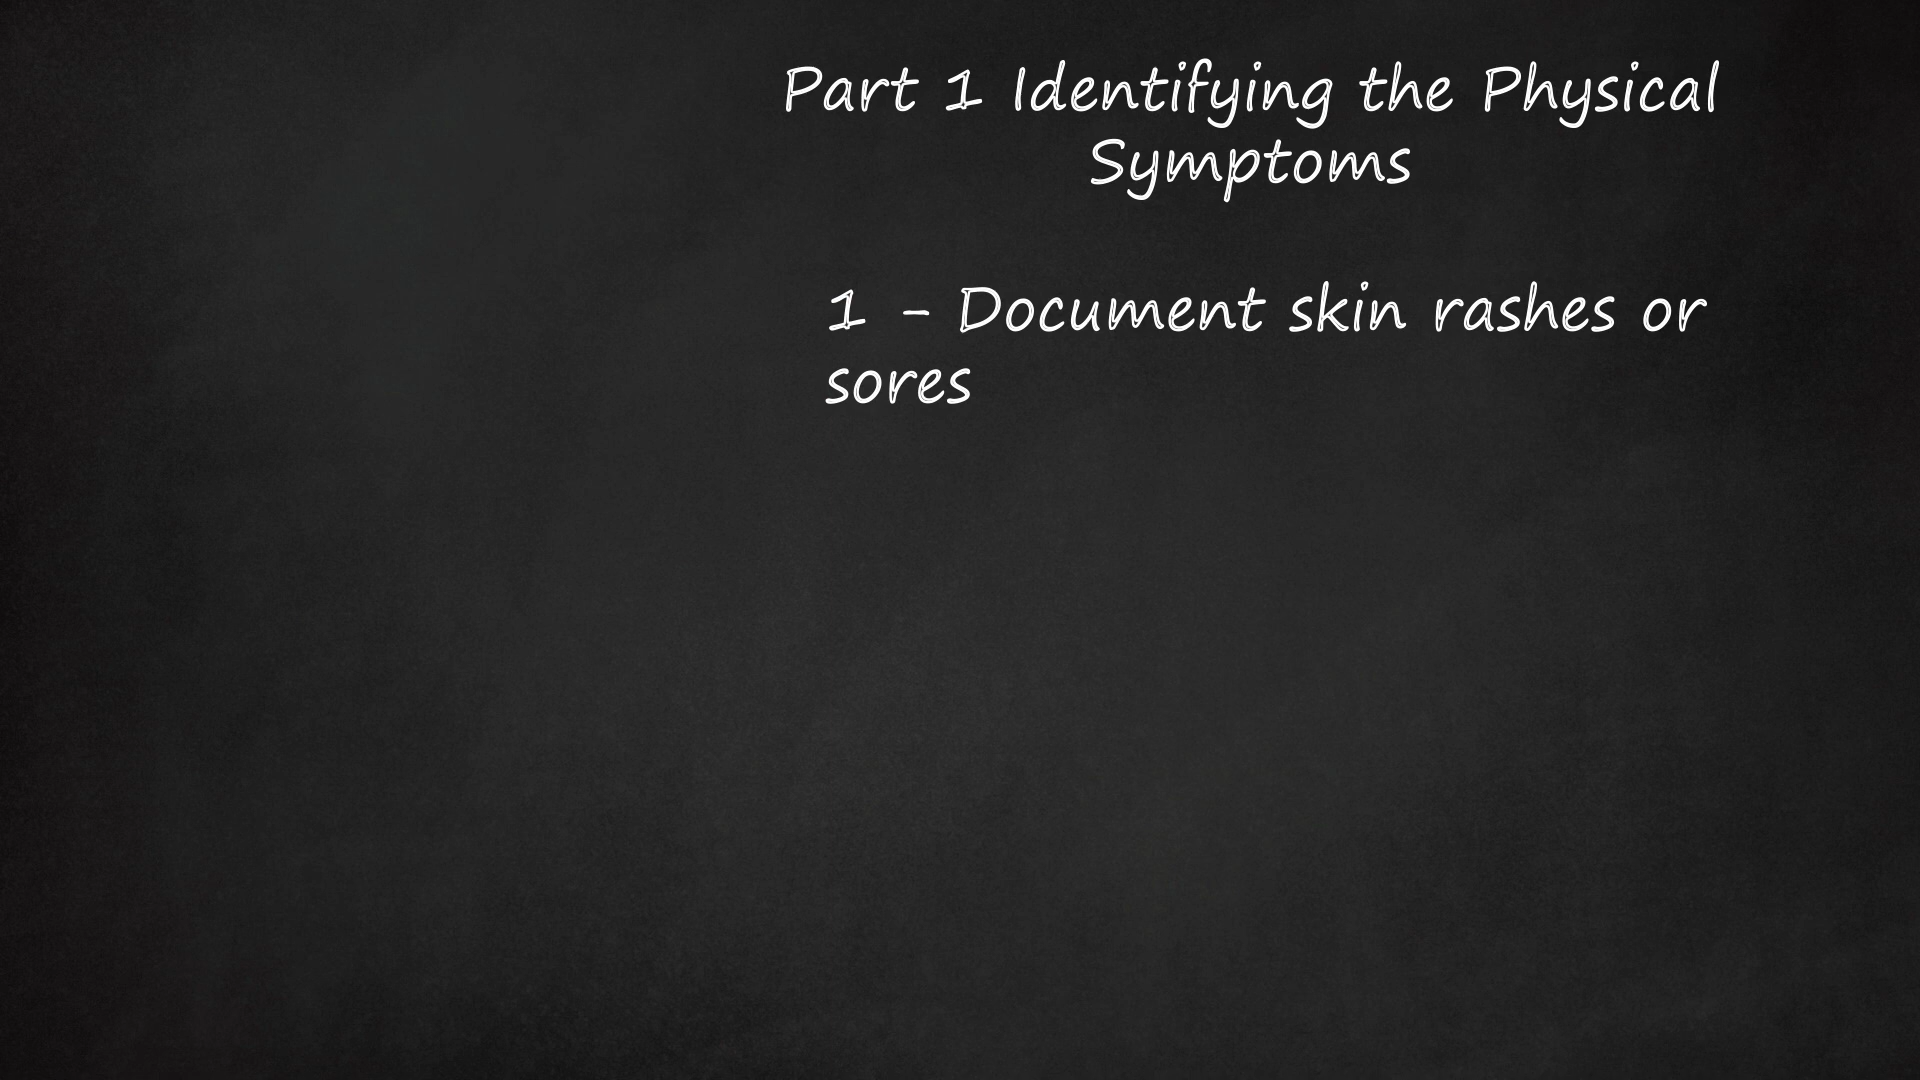 Part 1 Identifying the Physical
Symptoms
1 - Document skin rashes or
sores